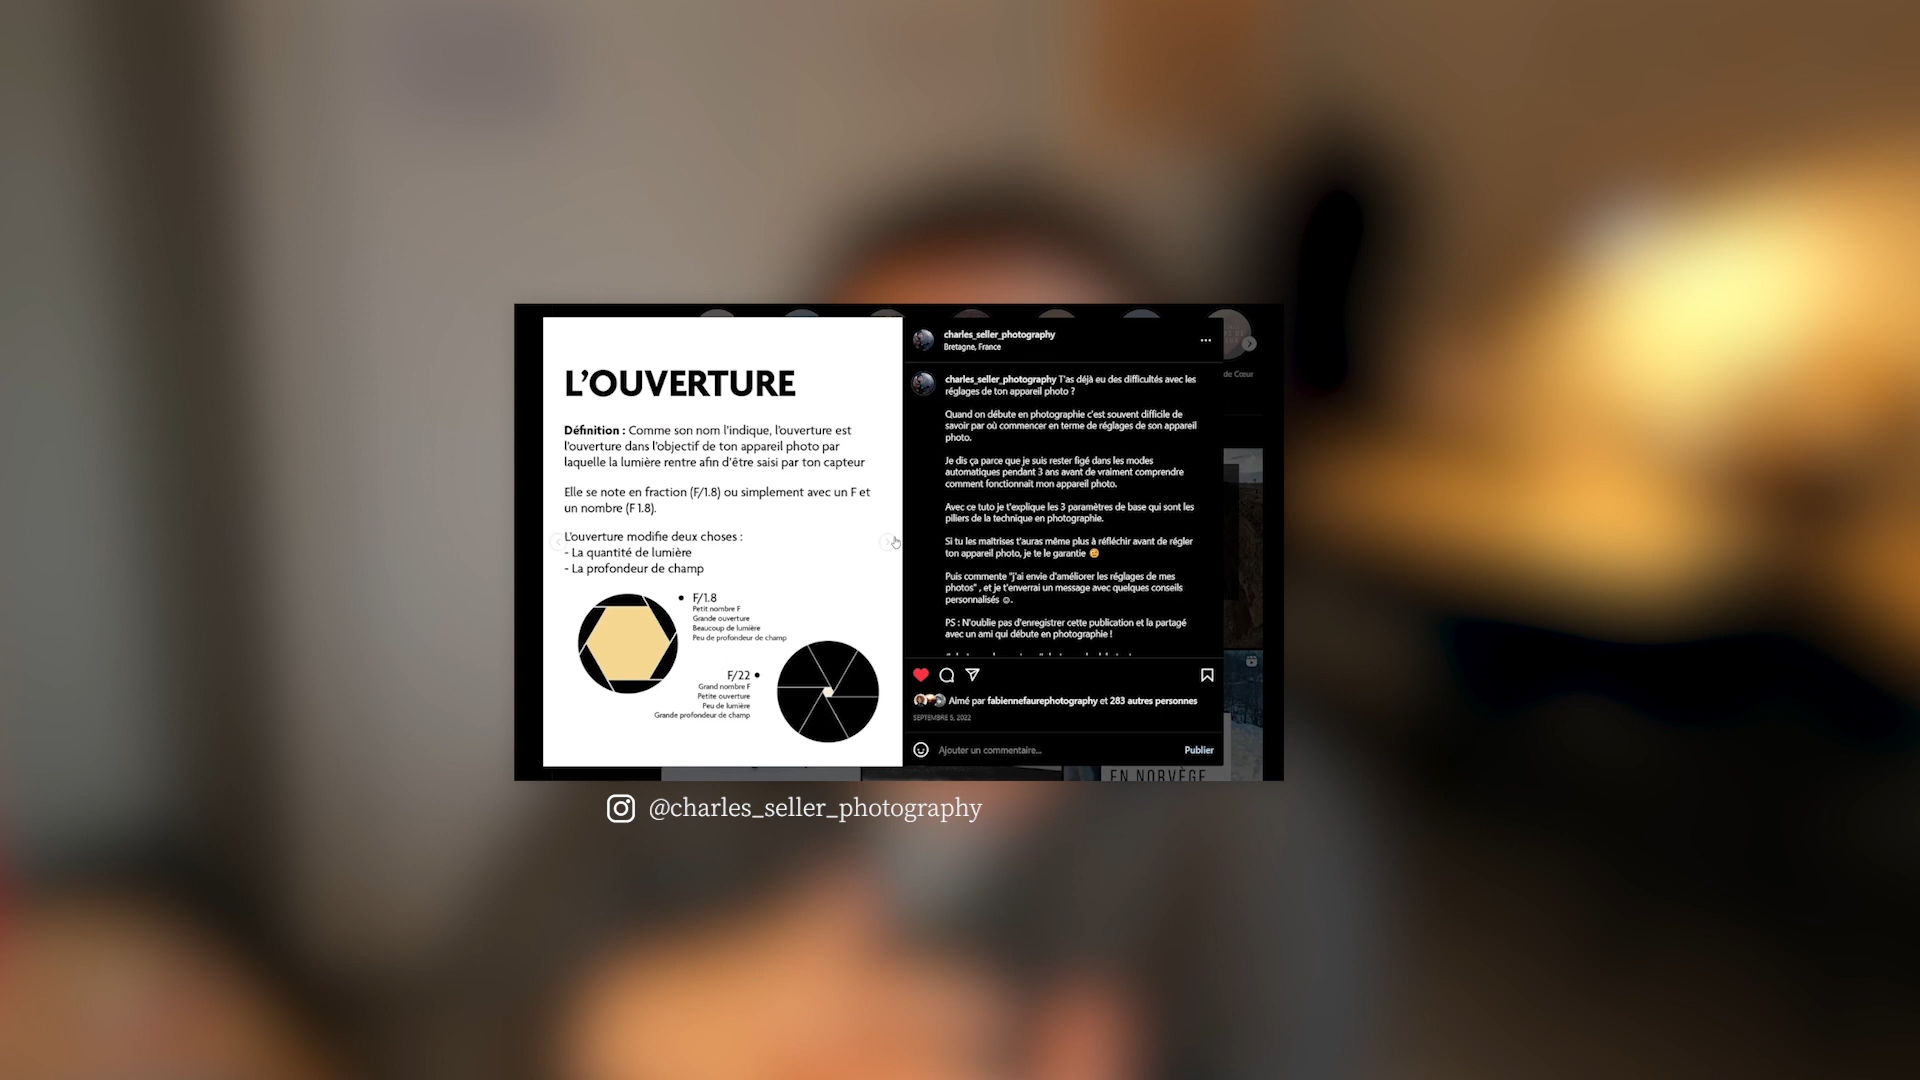 L'OUVERTURE
Définition : Comme son nom l'indique, l'ouverture est
l'ouverture dans l'objectif de ton appareil photo par
laquelle la lumière rentre afin d'être saisi par ton capteur
Elle se note en fraction (F/1.8) ou simplement avec un F et
un nombre (F 1.8).
L'ouverture modifie deux choses :
- La quantité de lumière
- La profondeur de champ
F/1.8
Petit nombre F
Grande ouverture
Beaucoup de lumière
Peu de profondeur de champ
F/22
Grand nombre F
Petite ouverture
Peu de lumière
Grande profondeur de champ
charles_seller_photography
Bretagne, France
charles_seller_photography T'as déjà eu des difficultés avec les
réglages de ton appareil photo ?
Quand on débute en photographie c'est souvent difficile de
savoir par où commencer en terme de réglages de son appareil
photo.
Je dis ça parce que je suis rester figé dans les modes
automatiques pendant 3 ans avant de vraiment comprendre
comment fonctionnait mon appareil photo.
Avec ce tuto je t'explique les 3 paramètres de base qui sont les
piliers de la technique en photographie.
Si tu les maîtrises t'auras même plus à réfléchir avant de régler
ton appareil photo, je te le garantie
Puis commente "j'ai envie d'améliorer les réglages de mes
photos" , et je t'enverrai un message avec quelques conseils
personnalisés ☺.
PS : N'oublie pas d'enregistrer cette publication et la partagé
avec un ami qui débute en photographie !
Aimé par fabiennefaurephotography et 283 autres personnes
SEPTEMBRE 5, 2022
Ajouter un commentaire...
Publier
de Cœur
EN NORVÈGE
@charles_seller_photography